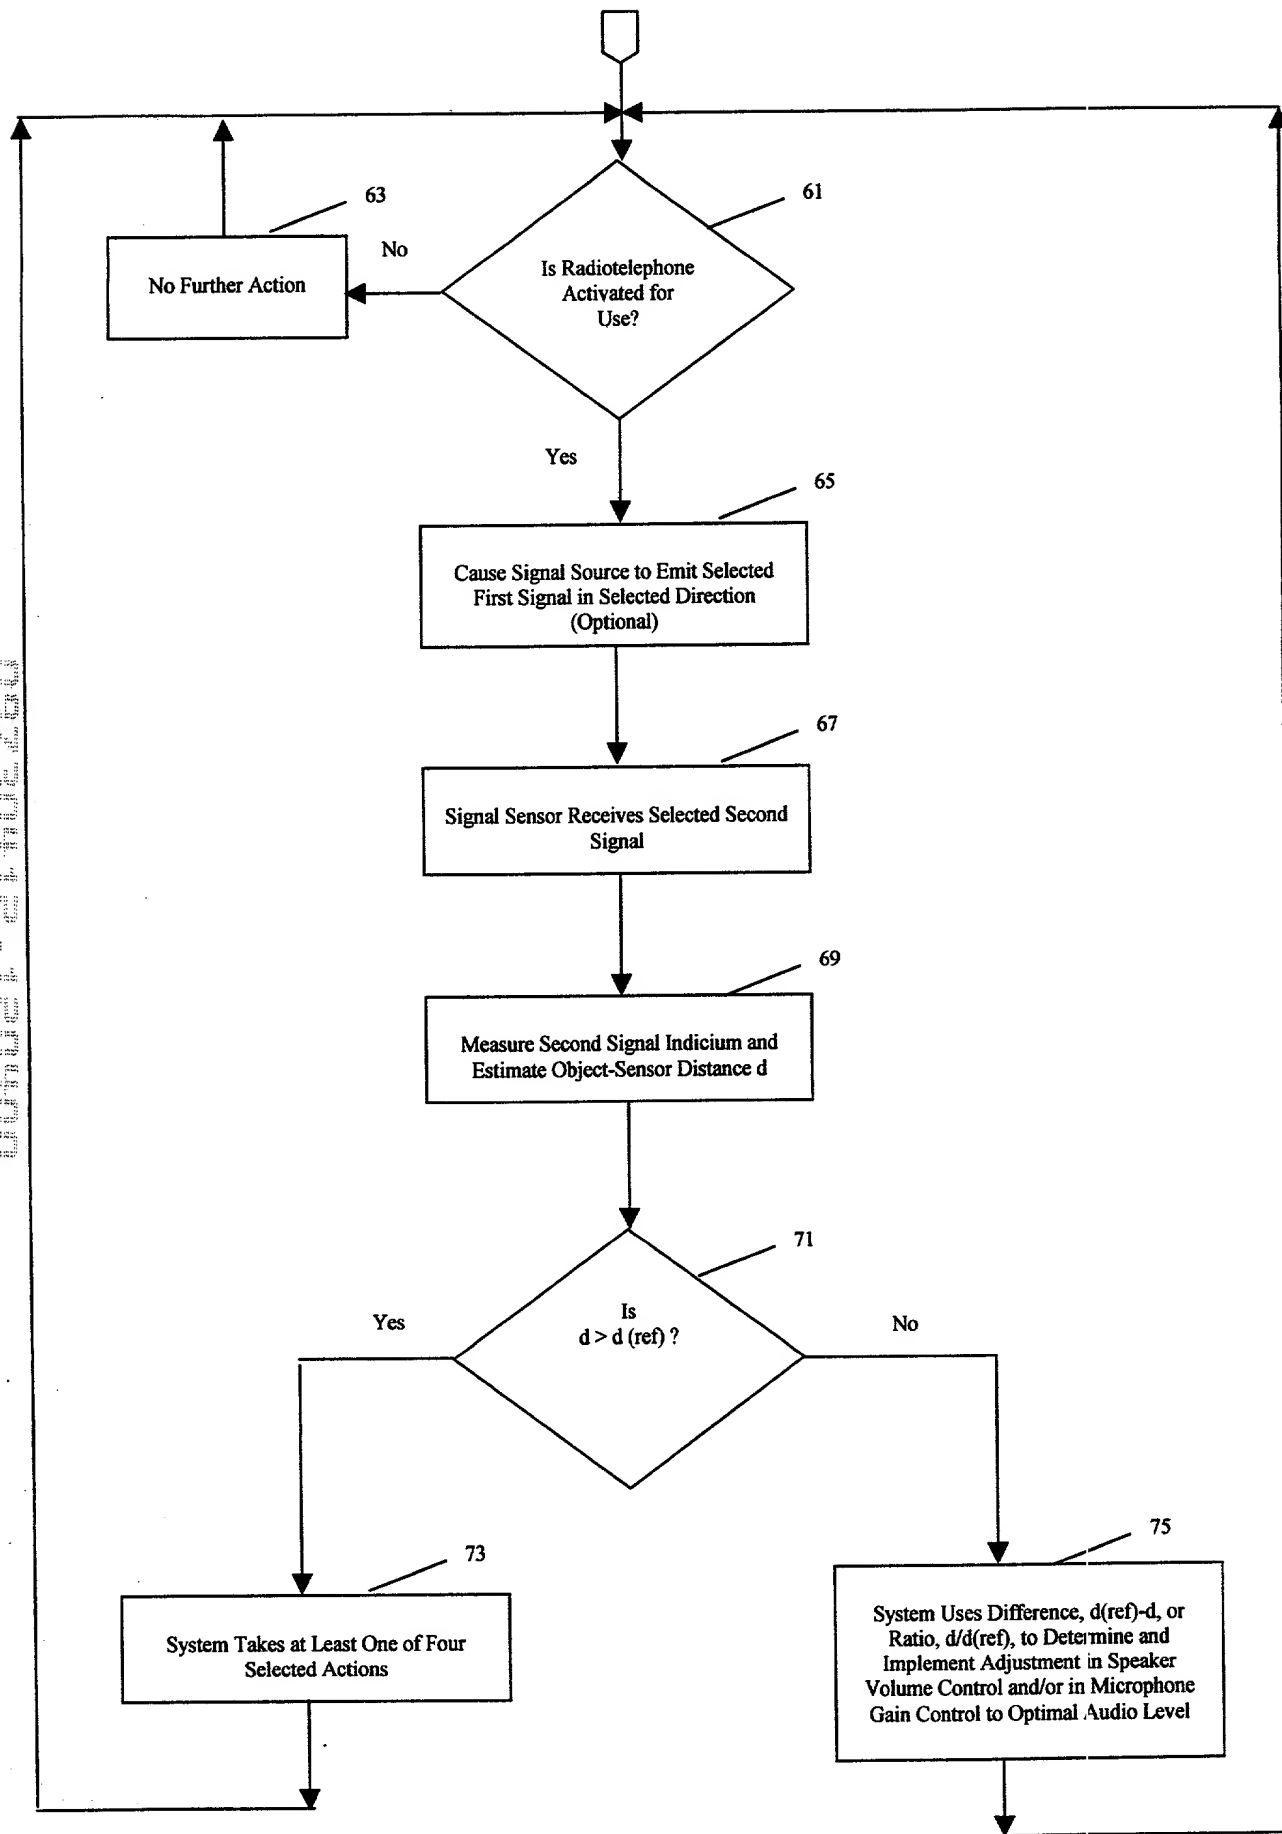 63
61
No
No Further Action
Is Radiotelephone
Activated for
Use?
Yes
65
Cause Signal Source to Emit Selected
First Signal in Selected Direction
(Optional)
67
Signal Sensor Receives Selected Second
Signal
69
Measure Second Signal Indicium and
Estimate Object-Sensor Distance d
71
Yes
Is
d > d (ref) ?
No
73
75
System Takes at Least One of Four
Selected Actions
System Uses Difference, d(ref)-d, or
Ratio, d/d(ref), to Determine and
Implement Adjustment in Speaker
Volume Control and/or in Microphone
Gain Control to Optimal Audio Level